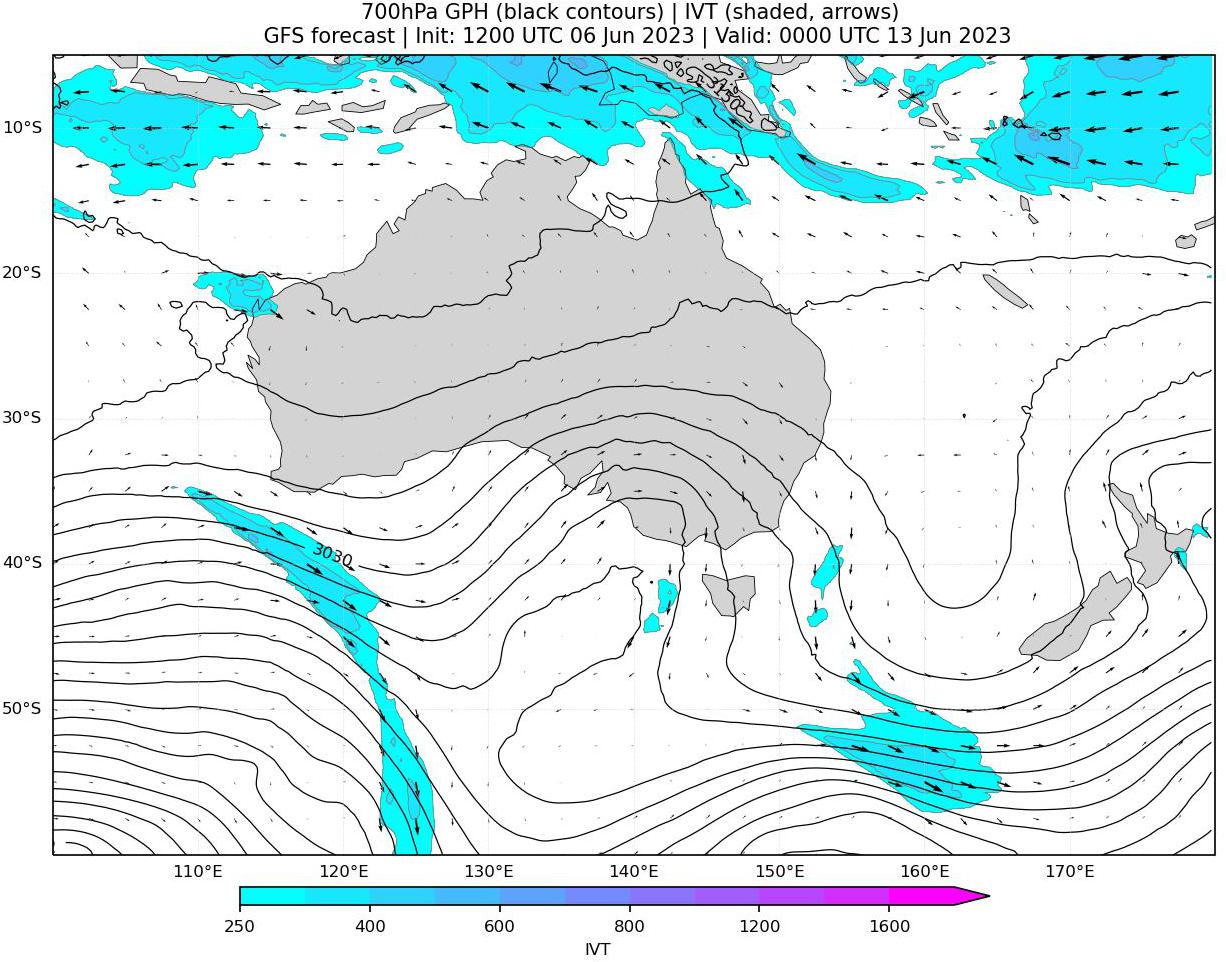 700hPa GPH (black contours) | IVT (shaded, arrows)
GFS forecast | Init: 1200 UTC 06 Jun 2023 | Valid: 0000 UTC 13 Jun 2023
3150
10°S
20°S
30°S
3030
40°S
50°S
110°E 120°E 130°E 140°E 150°E 160°E 170°E
250 400 600 800 1200 1600
IVT